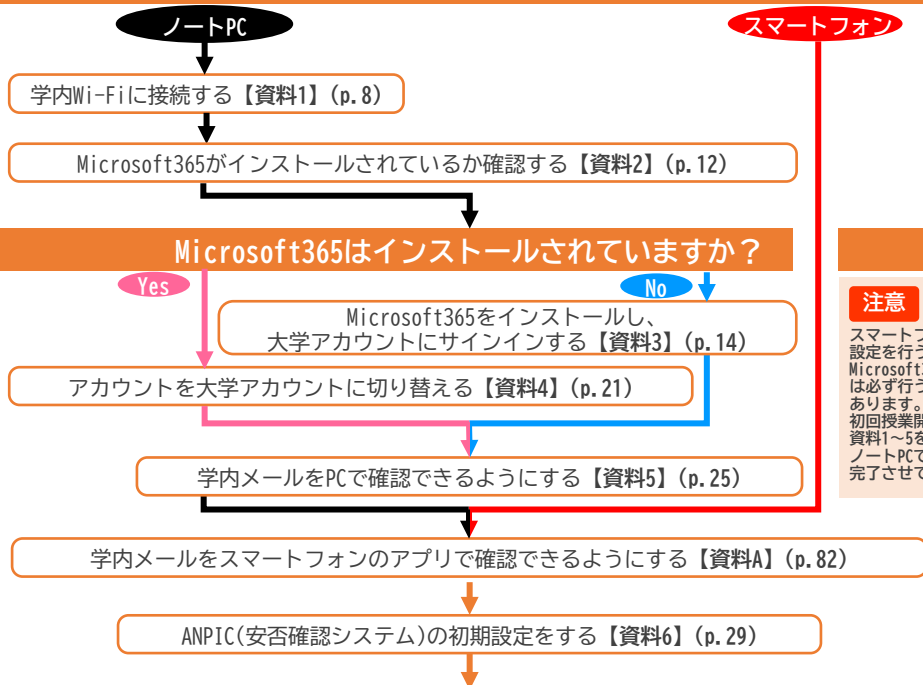 ノートPC
スマートフォン
学内Wi-Fiに接続する【資料1】(p.8)
Microsoft365がインストールされているか確認する【資料2】(p.12)
Microsoft365はインストールされていますか？
Yes
No
Microsoft365をインストールし、
大学アカウントにサインインする【資料3】(p.14)
アカウントを大学アカウントに切り替える【資料4】(p.21)
学内メールをPCで確認できるようにする【資料5】(p.25)
学内メールをスマートフォンのアプリで確認できるようにする【資料A】(p.82)
ANPIC(安否確認システム)の初期設定をする【資料6】(p.29)
注意
スマートフ
設定を行う
Microsoft3
は必ず行う
あります。
初回授業開
資料1~5を
ノートPCで
完了させて